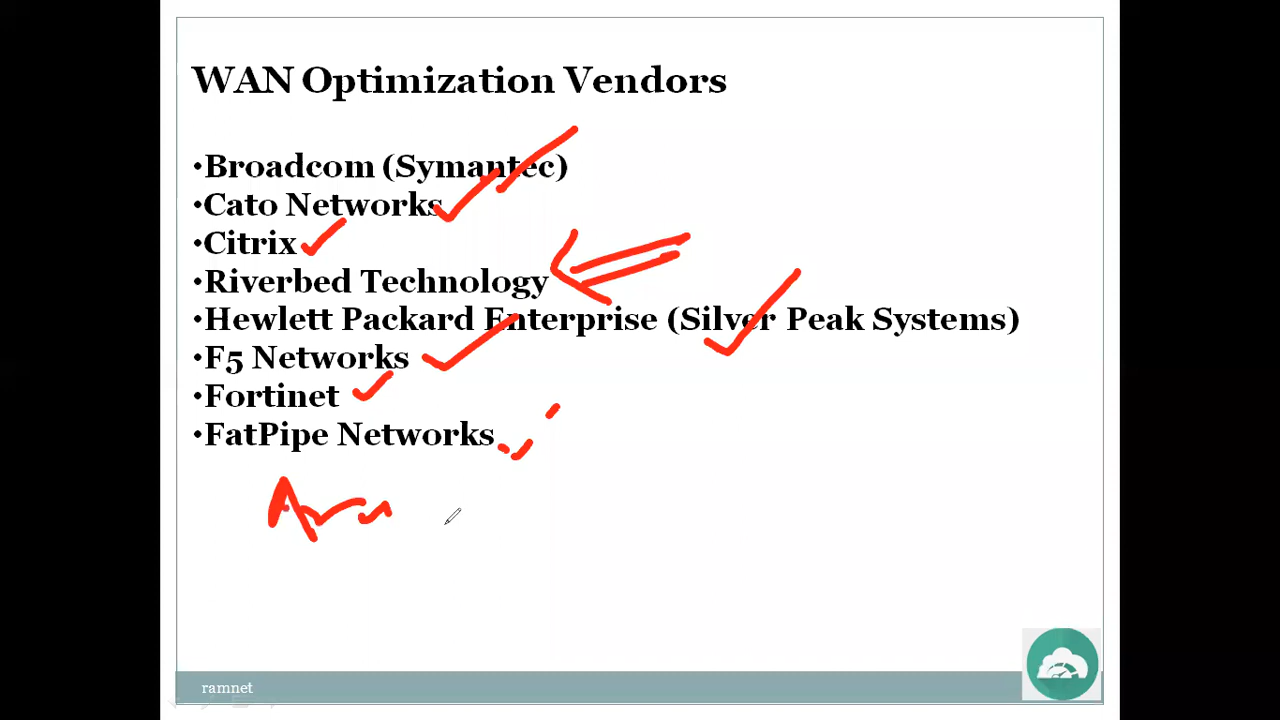 WAN Optimization Vendors
•Broadcom (Symantec)
•Cato Networks
•Citrix
•Riverbed Technology
•Hewlett Packard Enterprise (Silver Peak Systems)
•F5 Networks
•Fortinet
•FatPipe Networks
ramnet